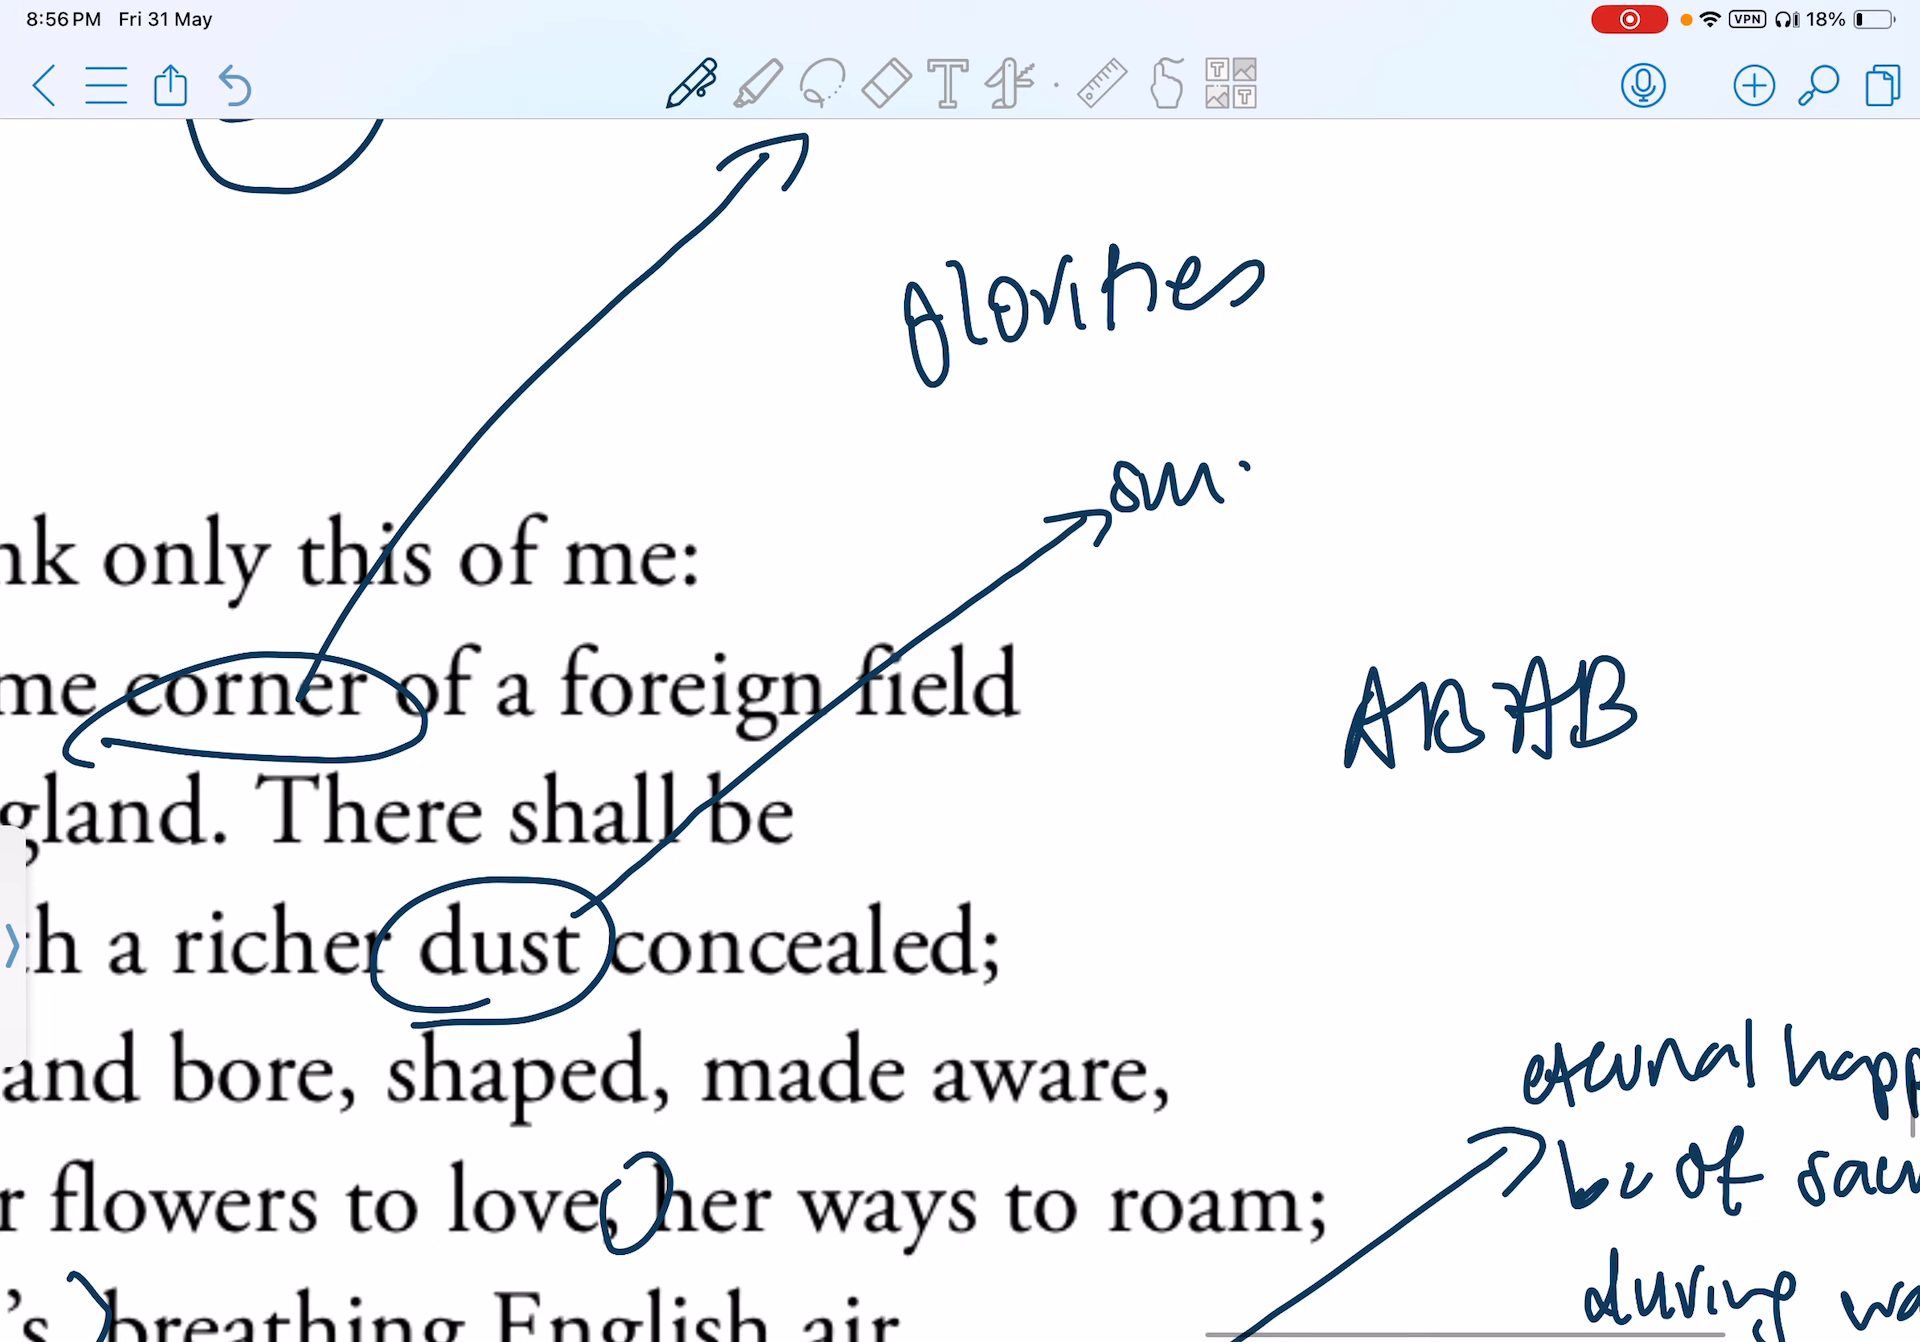 8:56 PM Fri 31 May
VPN 18%
glorifies
sm.
nk only this of me:
me corner of a foreign field
gland. There shall be
ABAB
h a richer dust concealed;
and bore, shaped, made aware,
eternal happ
r flowers to love, her ways to roam;
bc of sacr
's breathing English air
during wa